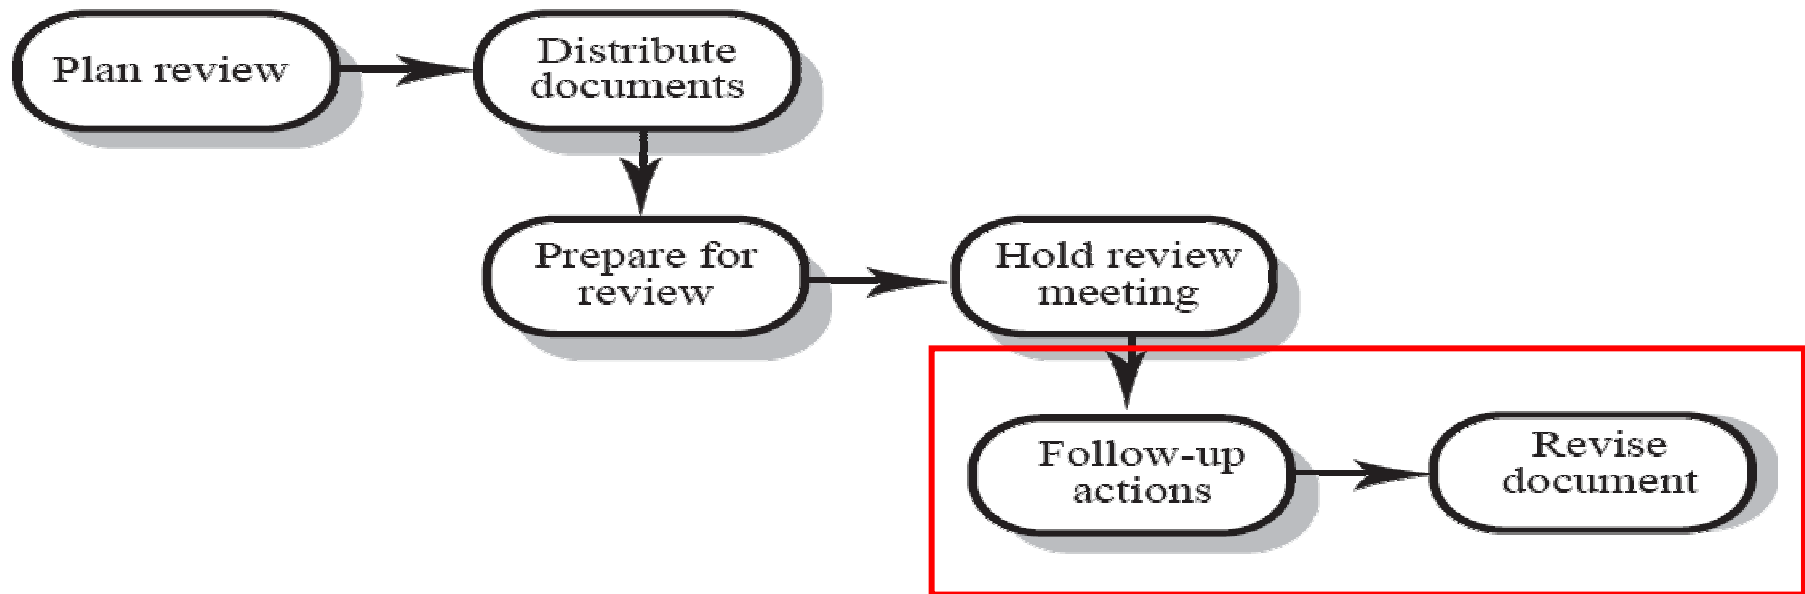 Plan review
Distribute
documents
Prepare for
review
Hold review
meeting
Follow-up
actions
Revise
document